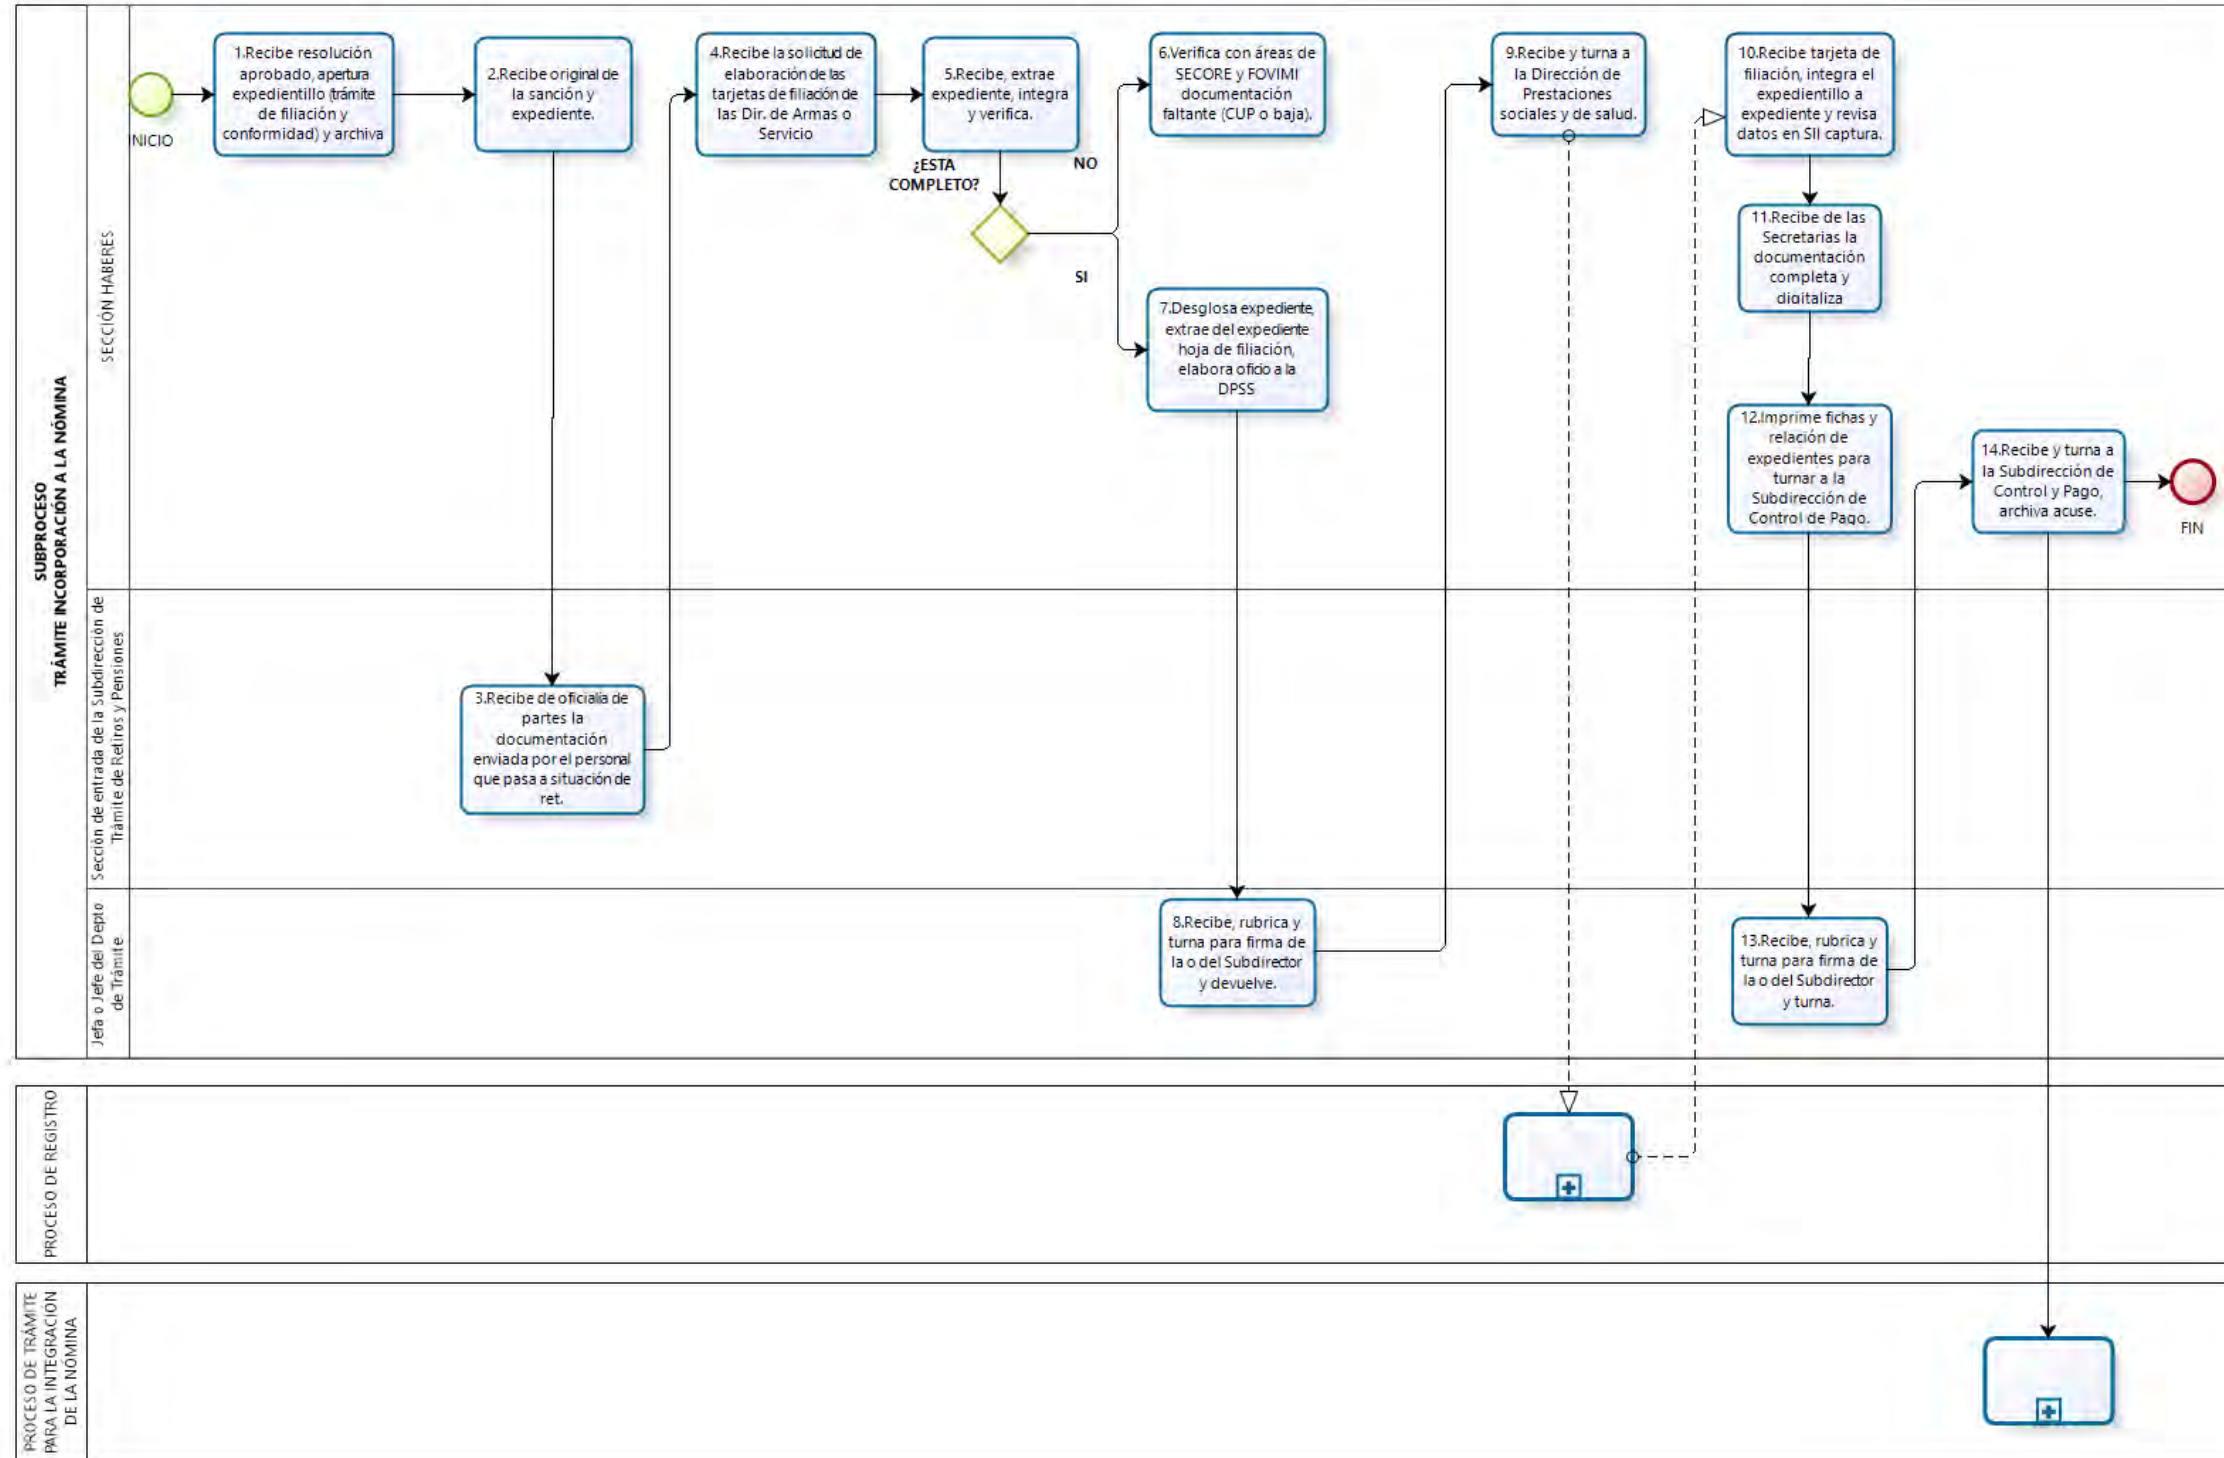 SUBPROCESO
TRÁMITE INCORPORACIÓN A LA NÓMINA
SECCIÓN HABERES
INICIO
1.Recibe resolución
aprobado, apertura
expedientillo (trámite
de filiación y
conformidad) y archiva
2.Recibe original de
la sanción y
expediente.
4.Recibe la solicitud de
elaboración de las
tarjetas de filiación de
las Dir. de Armas o
Servicio
5.Recibe, extrae
expediente, integra
y verifica.
¿ESTA
COMPLETO?
NO
SI
6.Verifica con áreas de
SECORE y FOVIMI
documentación
faltante (CUP o baja).
7.Desglosa expediente,
extrae del expediente
hoja de filiación,
elabora oficio a la
DPSS
9.Recibe y turna a
la Dirección de
Prestaciones
sociales y de salud.
10.Recibe tarjeta de
filiación, integra el
expedientillo a
expediente y revisa
datos en SII captura.
11.Recibe de las
Secretarias la
documentación
completa y
digitaliza
12.Imprime fichas y
relación de
expedientes para
turnar a la
Subdirección de
Control de Pago.
14.Recibe y turna a
la Subdirección de
Control y Pago,
archiva acuse.
FIN
Sección de entrada de la Subdirección de
Trámite de Retiros y Pensiones
3.Recibe de oficialía de
partes la
documentación
enviada por el personal
que pasa a situación de
ret.
Jefa o Jefe del Depto
de Trámite
8.Recibe, rubrica y
turna para firma de
la o del Subdirector
y devuelve.
13.Recibe, rubrica y
turna para firma de
la o del Subdirector
y turna.
PROCESO DE REGISTRO
PROCESO DE TRÁMITE
PARA LA INTEGRACIÓN
DE LA NÓMINA